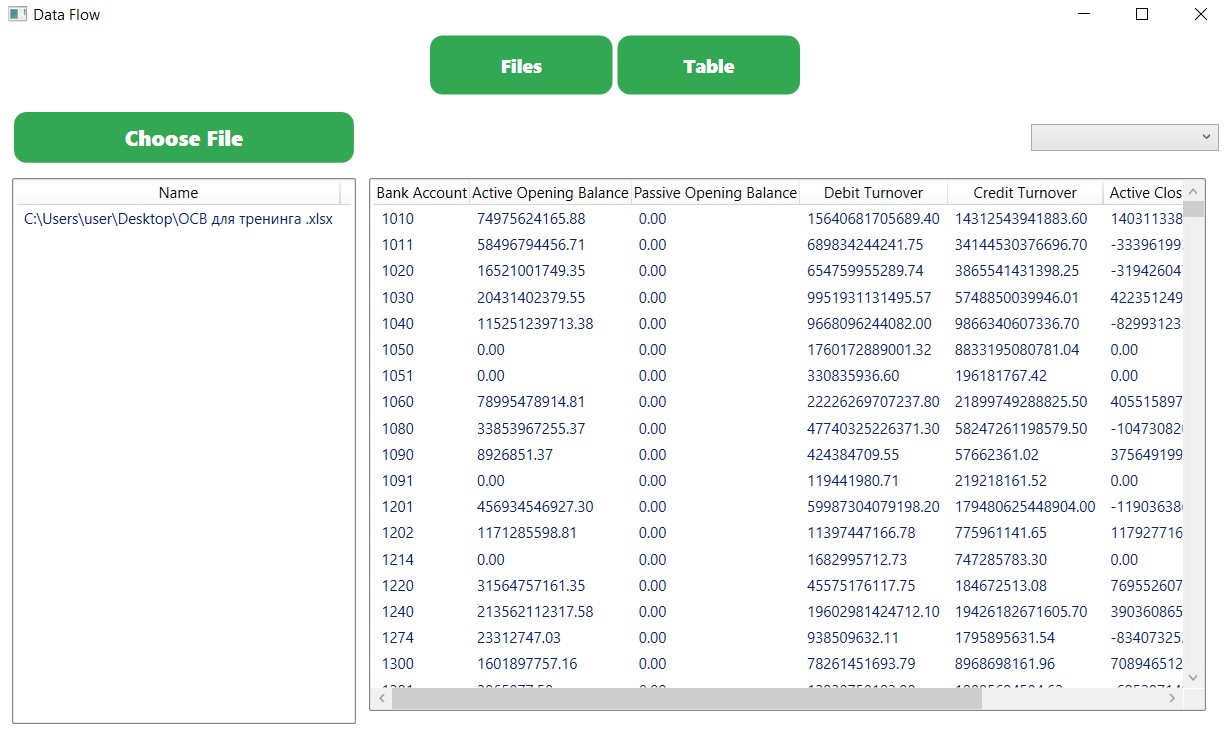 Data Flow
Files Table
Choose File
Name
C:\Users\user\Desktop\ОСВ для тренинга .xlsx
Bank Account Active Opening Balance Passive Opening Balance Debit Turnover Credit Turnover Active Clos
1010 74975624165.88 0.00 15640681705689.40 14312543941883.60 140311338
1011 58496794456.71 0.00 689834244241.75 34144530376696.70 -33396199
1020 16521001749.35 0.00 654759955289.74 3865541431398.25 -31942604
1030 20431402379.55 0.00 9951931131495.57 5748850039946.01 422351249
1040 115251239713.38 0.00 9668096244082.00 9866340607336.70 -82993123
1050 0.00 0.00 1760172889001.32 8833195080781.04 0.00
1051 0.00 0.00 330835936.60 196181767.42 0.00
1060 78995478914.81 0.00 22226269707237.80 21899749288825.50 405515897
1080 33853967255.37 0.00 47740325226371.30 58247261198579.50 -10473082
1090 8926851.37 0.00 424384709.55 57662361.02 375649199
1091 0.00 0.00 119441980.71 219218161.52 0.00
1201 456934546927.30 0.00 59987304079198.20 179480625448904.00 -11903638
1202 1171285598.81 0.00 11397447166.78 775961141.65 117927716
1214 0.00 0.00 1682995712.73 747285783.30 0.00
1220 31564757161.35 0.00 45575176117.75 184672513.08 769552607
1240 213562112317.58 0.00 19602981424712.10 19426182671605.70 390360865
1274 23312747.03 0.00 938509632.11 1795895631.54 -83407325
1300 1601897757.16 0.00 78261451693.79 8968698161.96 708946512